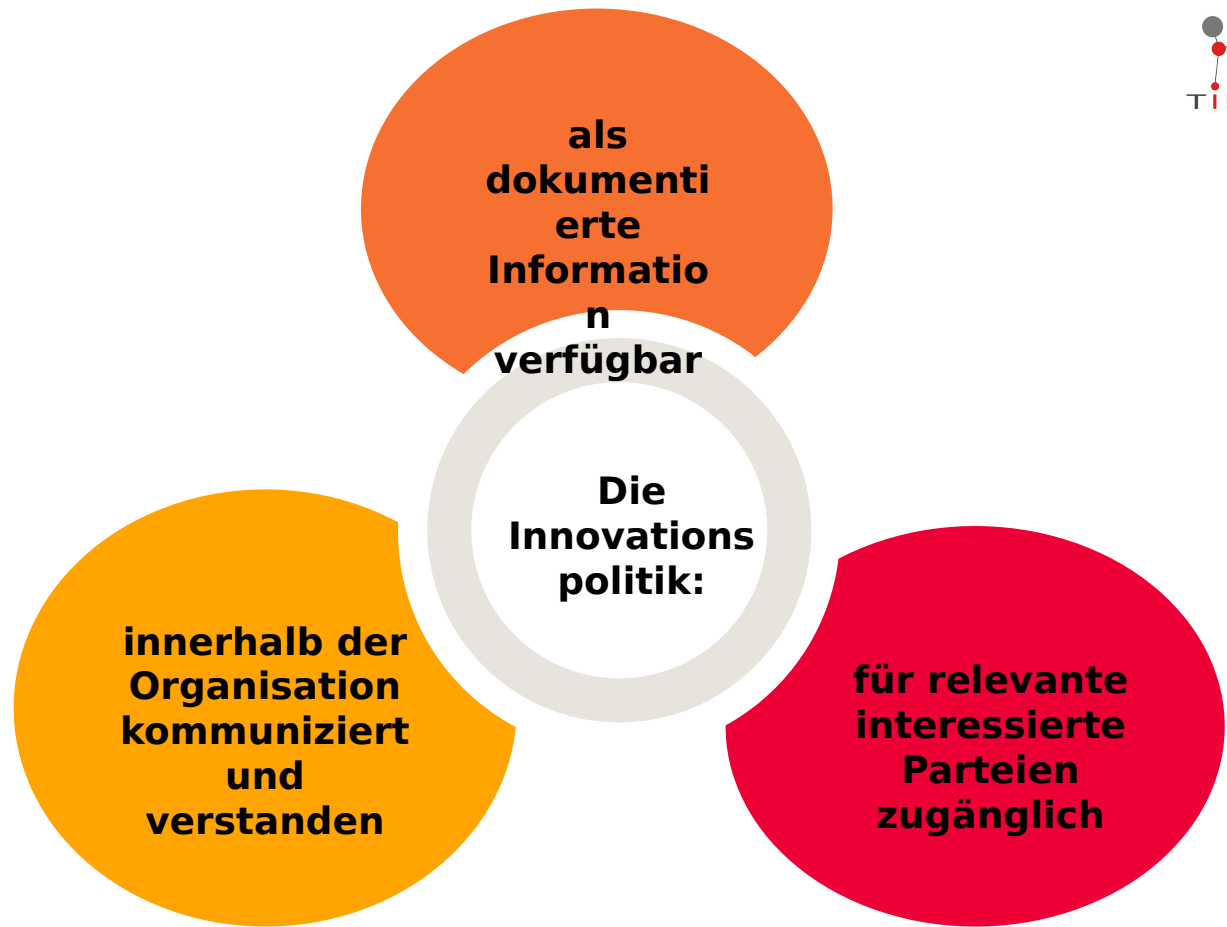 als
dokumenti
erte
Informatio
n
verfügbar
Die
Innovations
politik:
innerhalb der
Organisation
kommuniziert
und
verstanden
für relevante
interessierte
Parteien
zugänglich